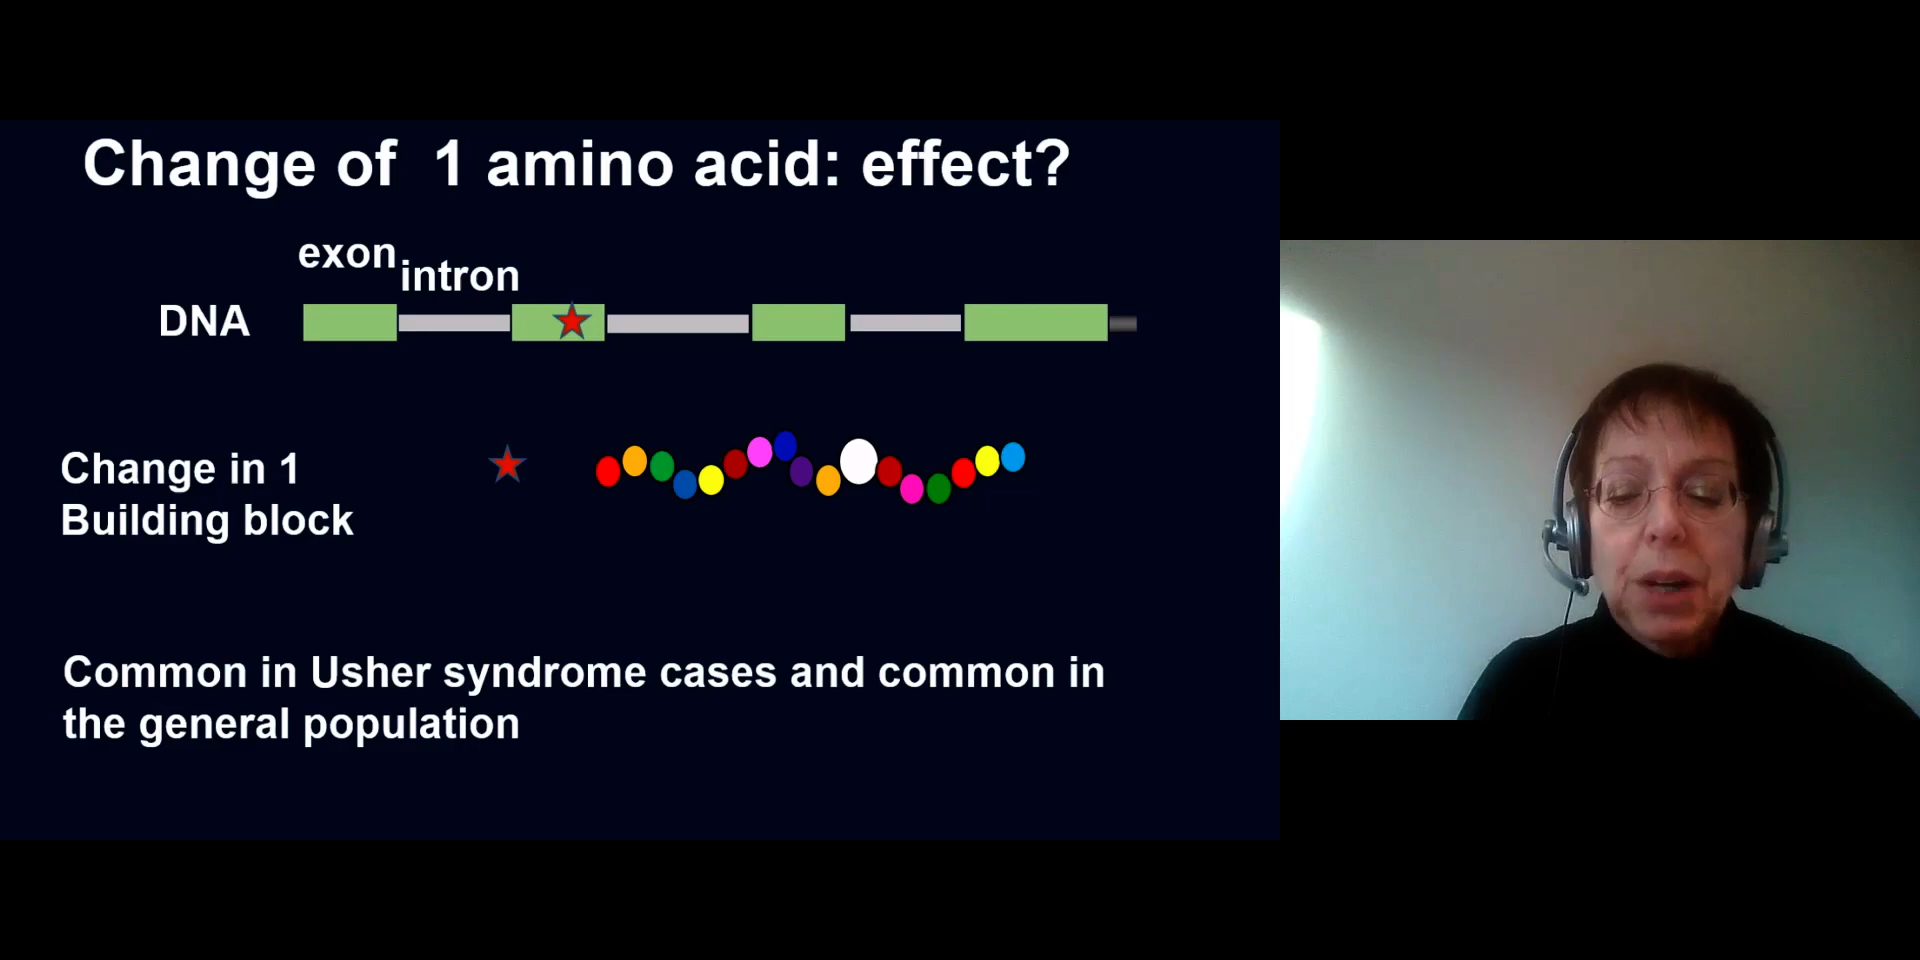 Change of  1 amino acid: effect?
exon
intron
DNA
Change in 1
Building block
Common in Usher syndrome cases and common in
the general population